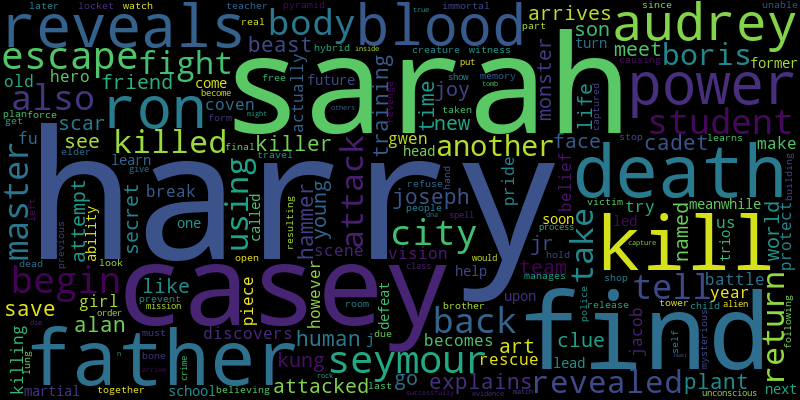 later
locket
watch
teacher
pyramid
immortal
since
unable
reveals
real
blood
arrives
audrey
true
inside
hybrid
witness
body
son
escape
fight
sarah
beast
creature
put
turn
meet
boris
former
causing
part
old
hero
friend
come
become
actually
free
show
memory
also
ron
coven
future
tomb
monster
power
plan
force
scar
training
joy
time
taken
life
captured
student
get
form
others
new
fu
see
killed
final
travel
killer
gwen
might
another
face
cadet
stop
learns
master
elder
learn
give
harry
head
belief
death
make
ability
break
using
called
hammer
attack
joseph
refuse
hand
pride
victim
building
left
previous
attempt
secret
one
young
people
dna
spell
soon
named
meanwhile
city
resulting
scene
vision
process
led
us
world
protect
begin
casey
would
jr
try
trio
kill
like
piece
however
class
help
team
take
tell
capture
hold
save
girl
look
open
upon
manages
shop
battle
year
dead
prevent
defeat
brother
release
tower
child
alien
order
mission
room
due
police
clue
jacob
self
mysterious
return
following
killing
alan
discovers
human
j
back
find
die
father
kung
becomes
art
rescue
must
bone
seymour
go
lead
plant
crime
rock
explains
revealed
next
martial
school
attacked
last
together
believing
successfully
evidence
unconscious